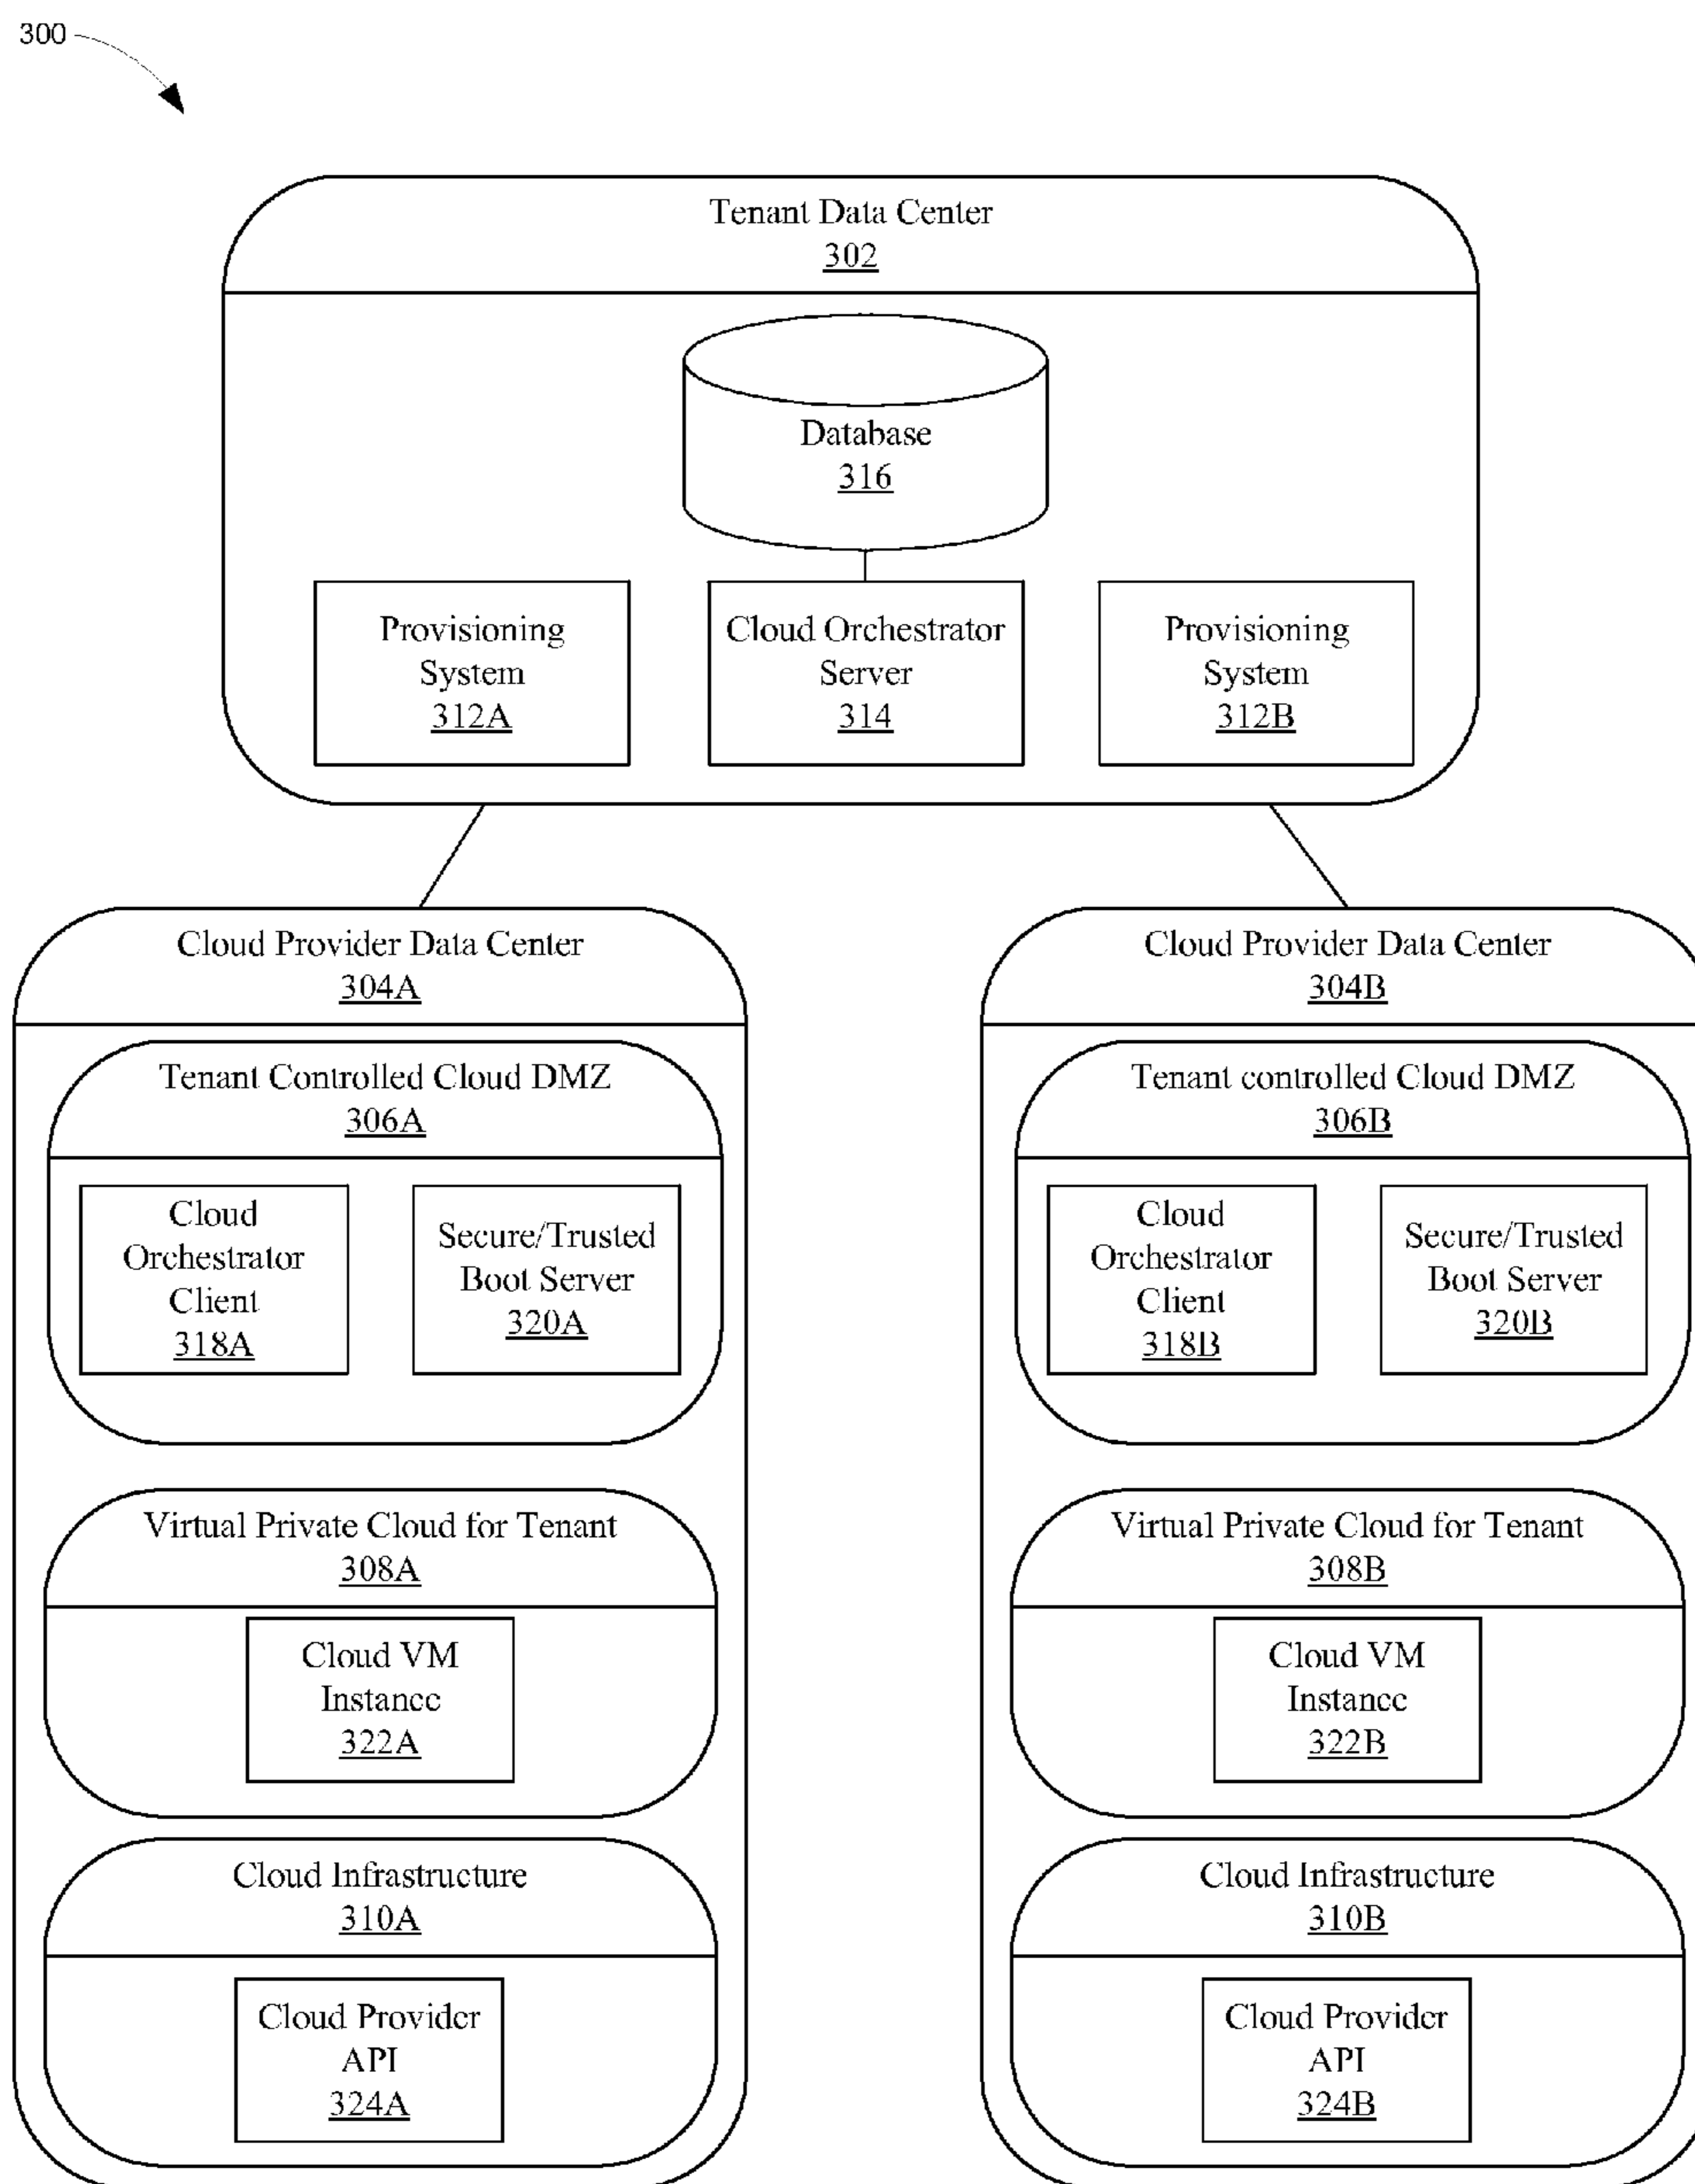 300
Tenant Data Center
302
Database
316
Provisioning
System
312A
Cloud Orchestrator
Server
314
Provisioning
System
312B
Cloud Provider Data Center
304A
Tenant Controlled Cloud DMZ
306A
Cloud
Orchestrator
Client
318A
Secure/Trusted
Boot Server
320A
Virtual Private Cloud for Tenant
308A
Cloud VM
Instance
322A
Cloud Infrastructure
310A
Cloud Provider
API
324A
Cloud Provider Data Center
304B
Tenant controlled Cloud DMZ
306B
Cloud
Orchestrator
Client
318B
Secure/Trusted
Boot Server
320B
Virtual Private Cloud for Tenant
308B
Cloud VM
Instance
322B
Cloud Infrastructure
310B
Cloud Provider
API
324B